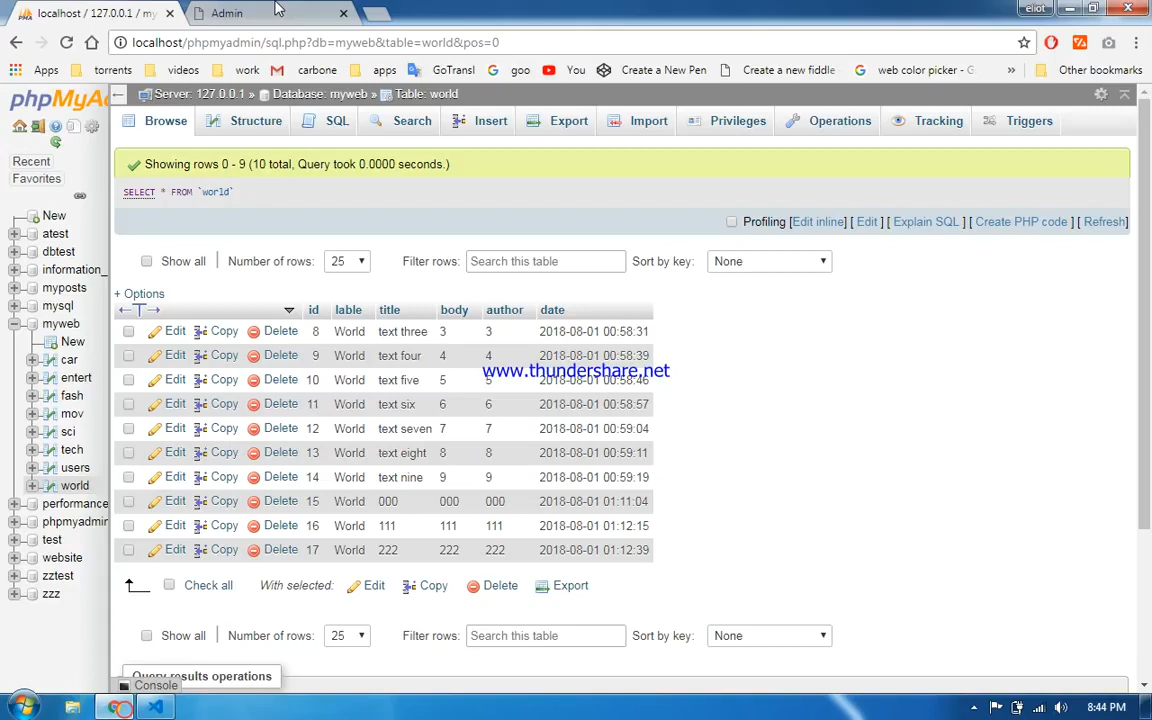 localhost / 127.0.0.1 / my
Admin
eliot
localhost/phpmyadmin/sql.php?db=myweb&table=world&pos=0
Apps torrents videos work carbone apps GoTransl goo You Create a New Pen Create a new fiddle web color picker - G » Other bookmarks
phpMyAd
Server: 127.0.0.1 » Database: myweb » Table: world
Browse Structure SQL Search Insert Export Import Privileges Operations Tracking Triggers
Recent
Favorites
New
atest
dbtest
information_
myposts
mysql
myweb
New
car
entert
fash
mov
sci
tech
users
world
performance
phpmyadmin
test
website
zztest
zzz
Showing rows 0 - 9 (10 total, Query took 0.0000 seconds.)
SELECT * FROM `world`
Profiling [Edit inline] [ Edit ] [ Explain SQL ] [ Create PHP code ] [ Refresh]
Show all Number of rows: 25 Filter rows: Search this table Sort by key: None
+ Options
id lable title body author date
Edit Copy Delete 8 World text three 3 3 2018-08-01 00:58:31
Edit Copy Delete 9 World text four 4 4 2018-08-01 00:58:39
www.thundershare.net
Edit Copy Delete 10 World text five 5 5 2018-08-01 00:58:46
Edit Copy Delete 11 World text six 6 6 2018-08-01 00:58:57
Edit Copy Delete 12 World text seven 7 7 2018-08-01 00:59:04
Edit Copy Delete 13 World text eight 8 8 2018-08-01 00:59:11
Edit Copy Delete 14 World text nine 9 9 2018-08-01 00:59:19
Edit Copy Delete 15 World 000 000 000 2018-08-01 01:11:04
Edit Copy Delete 16 World 111 111 111 2018-08-01 01:12:15
Edit Copy Delete 17 World 222 222 222 2018-08-01 01:12:39
Check all With selected: Edit Copy Delete Export
Show all Number of rows: 25 Filter rows: Search this table Sort by key: None
Query results operations
Console
8:44 PM